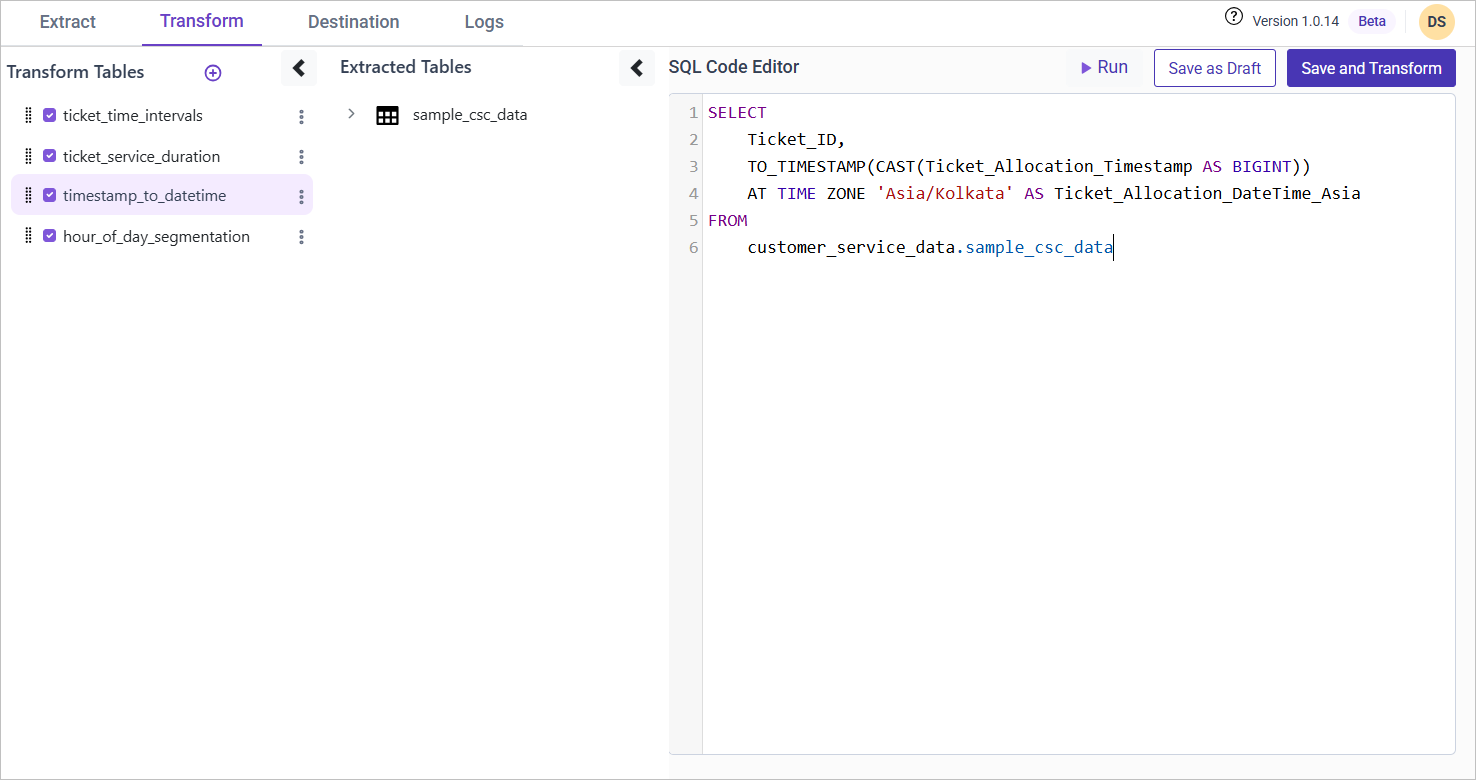 Extract Transform Destination Logs Version 1.0.14 Beta DS
Transform Tables
ticket_time_intervals
ticket_service_duration
timestamp_to_datetime
hour_of_day_segmentation
Extracted Tables
sample_csc_data
SQL Code Editor Run Save as Draft Save and Transform
1 SELECT
2 Ticket_ID,
3 TO_TIMESTAMP(CAST(Ticket_Allocation_Timestamp AS BIGINT))
4 AT TIME ZONE 'Asia/Kolkata' AS Ticket_Allocation_DateTime_Asia
5 FROM
6 customer_service_data.sample_csc_data